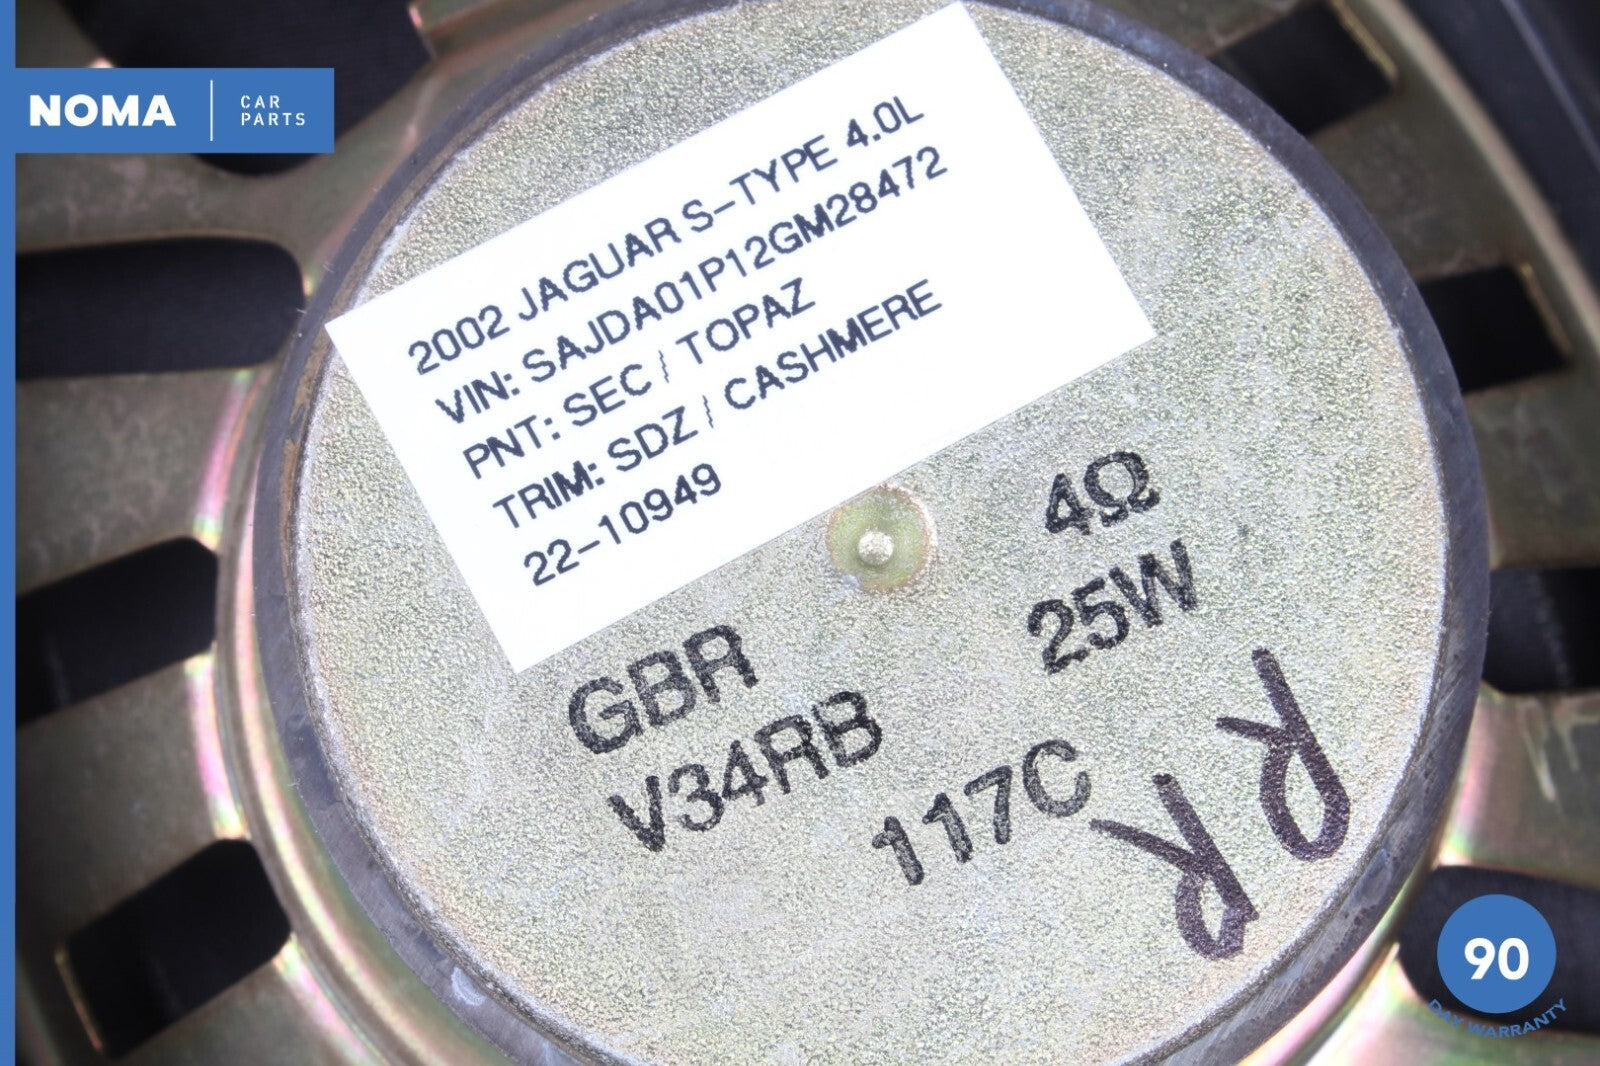 NOMA
CAR
PARTS
2002 JAGUAR S-TYPE 4.0L
VIN: SAJDA01P12GM28472
PNT: SEC / TOPAZ
TRIM: SDZ / CASHMERE
22-10949
4Ω
25W
GBR
V34RB
117C
RR
90
DAY WARRANTY